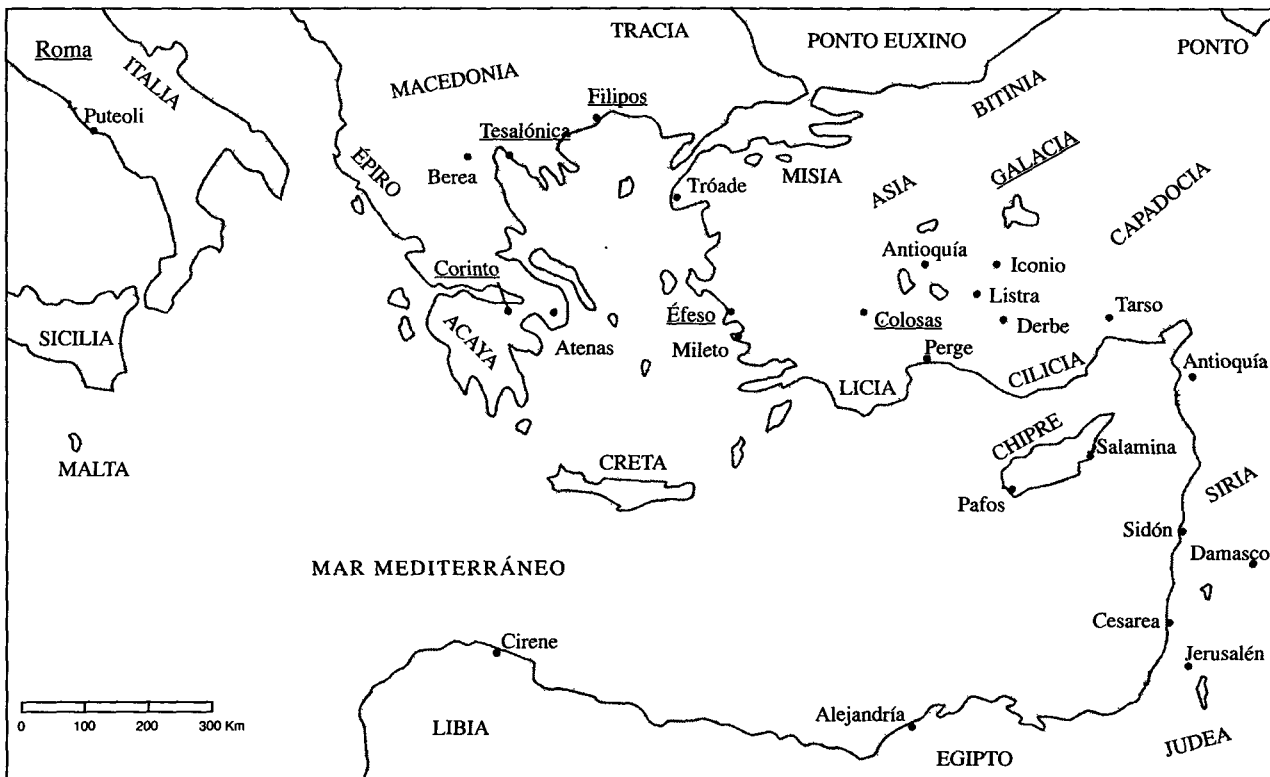 TRACIA
PONTO EUXINO
PONTO
Roma
ITALIA
MACEDONIA
BITINIA
Filipos
Puteoli
Tesalónica
GALACIA
ÉPIRO
Berea
MISIA
Tróade
ASIA
CAPADOCIA
Antioquía
Iconio
Corinto
Listra
Tarso
SICILIA
ACAYA
Atenas
Éfeso
Colosas
Derbe
Mileto
Perge
CILICIA
Antioquía
LICIA
CHIPRE
MALTA
CRETA
Salamina
SIRIA
Pafos
Sidón
Damasco
MAR MEDITERRÁNEO
Cesarea
Cirene
Jerusalén
0 100 200 300 Km
LIBIA
Alejandría
EGIPTO
JUDEA